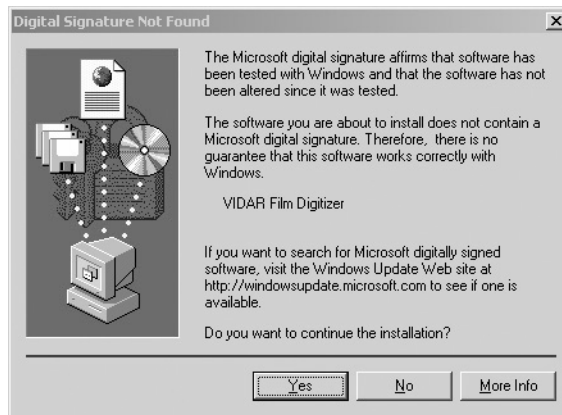 Digital Signature Not Found
The Microsoft digital signature affirms that software has
been tested with Windows and that the software has not
been altered since it was tested.
The software you are about to install does not contain a
Microsoft digital signature. Therefore, there is no
guarantee that this software works correctly with
Windows.
VIDAR Film Digitizer
If you want to search for Microsoft digitally signed
software, visit the Windows Update Web site at
http://windowsupdate.microsoft.com to see if one is
available.
Do you want to continue the installation?
Yes No More Info